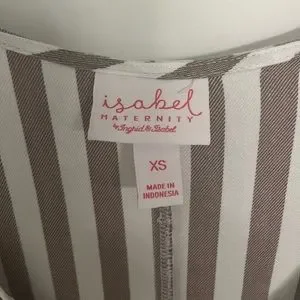 isabel
MATERNITY
by Ingrid & Isabel
XS
MADE IN
INDONESIA